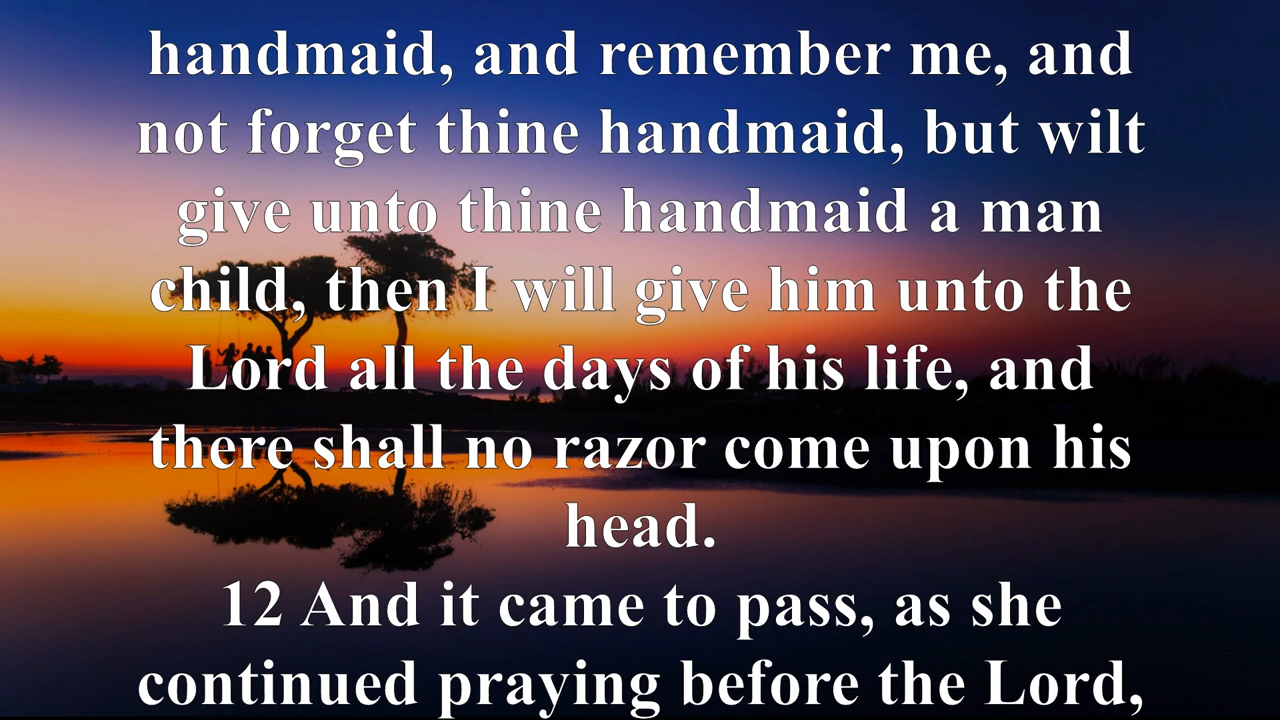 handmaid, and remember me, and
not forget thine handmaid, but wilt
give unto thine handmaid a man
child, then I will give him unto the
Lord all the days of his life, and
there shall no razor come upon his
head.
12 And it came to pass, as she
continued praying before the Lord,